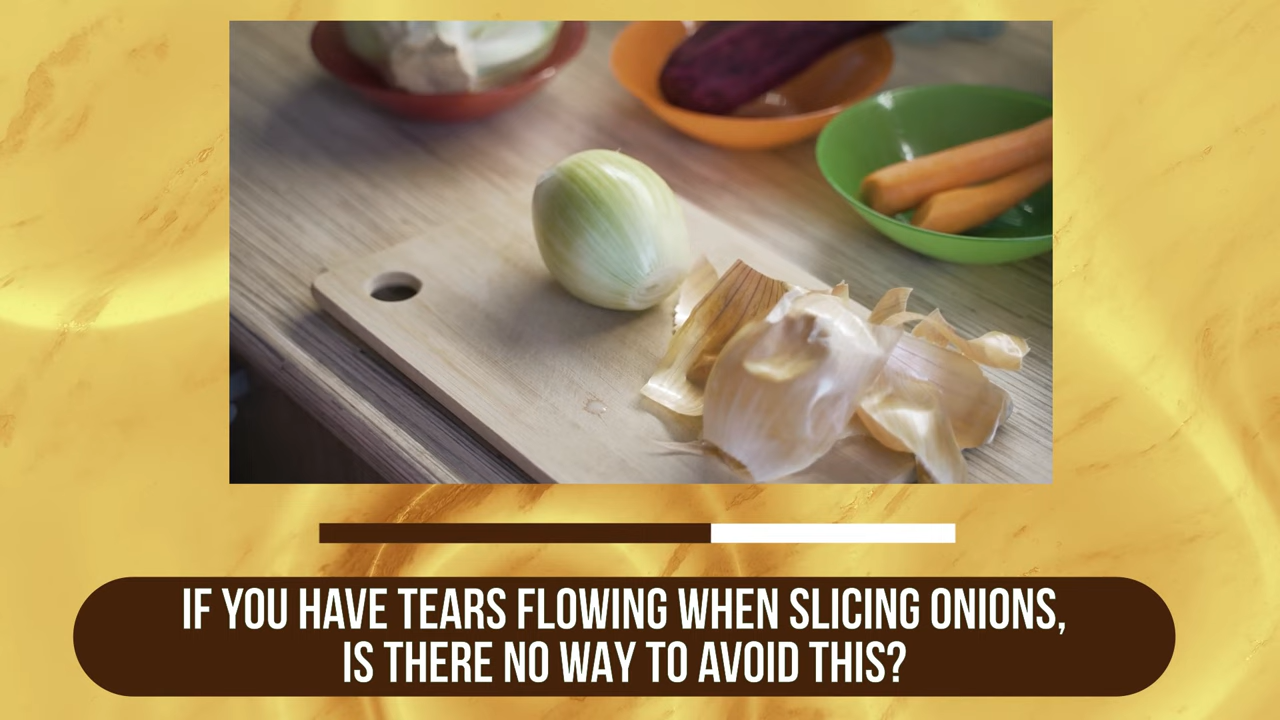 IF YOU HAVE TEARS FLOWING WHEN SLICING ONIONS,
IS THERE NO WAY TO AVOID THIS?